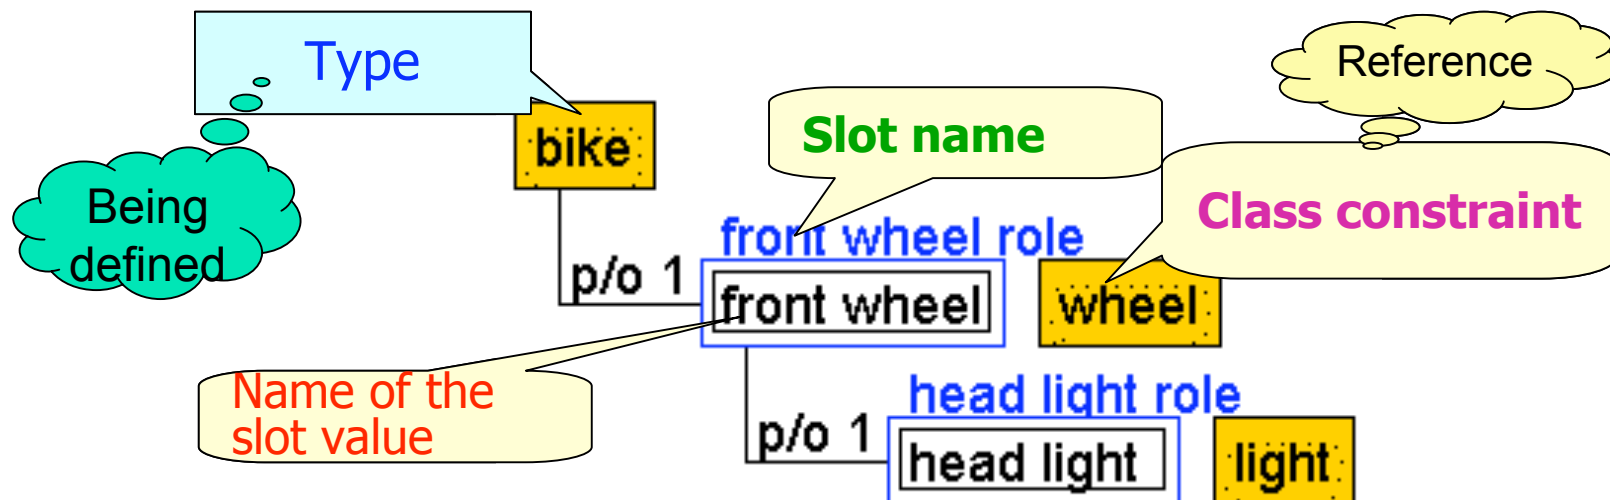 Type
Reference
bike
Slot name
Being
defined
Class constraint
front wheel role
p/o 1
front wheel
wheel
Name of the
slot value
head light role
p/o 1
head light
light